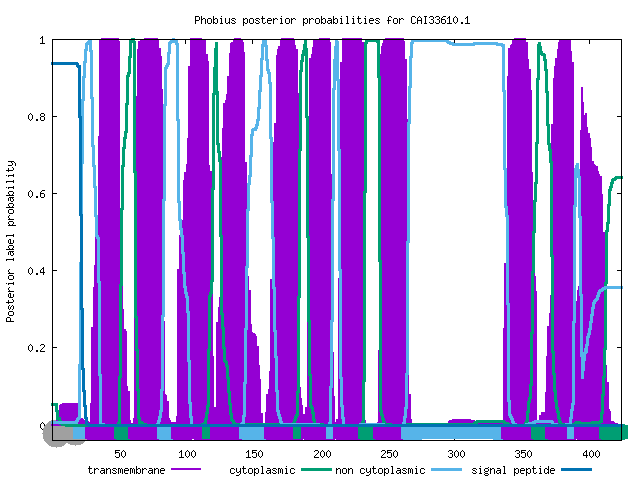 Phobius posterior probabilities for CAI33610.1
Posterior label probability
1
0.8
0.6
0.4
0.2
0
50 100 150 200 250 300 350 400
transmembrane cytoplasmic non cytoplasmic signal peptide